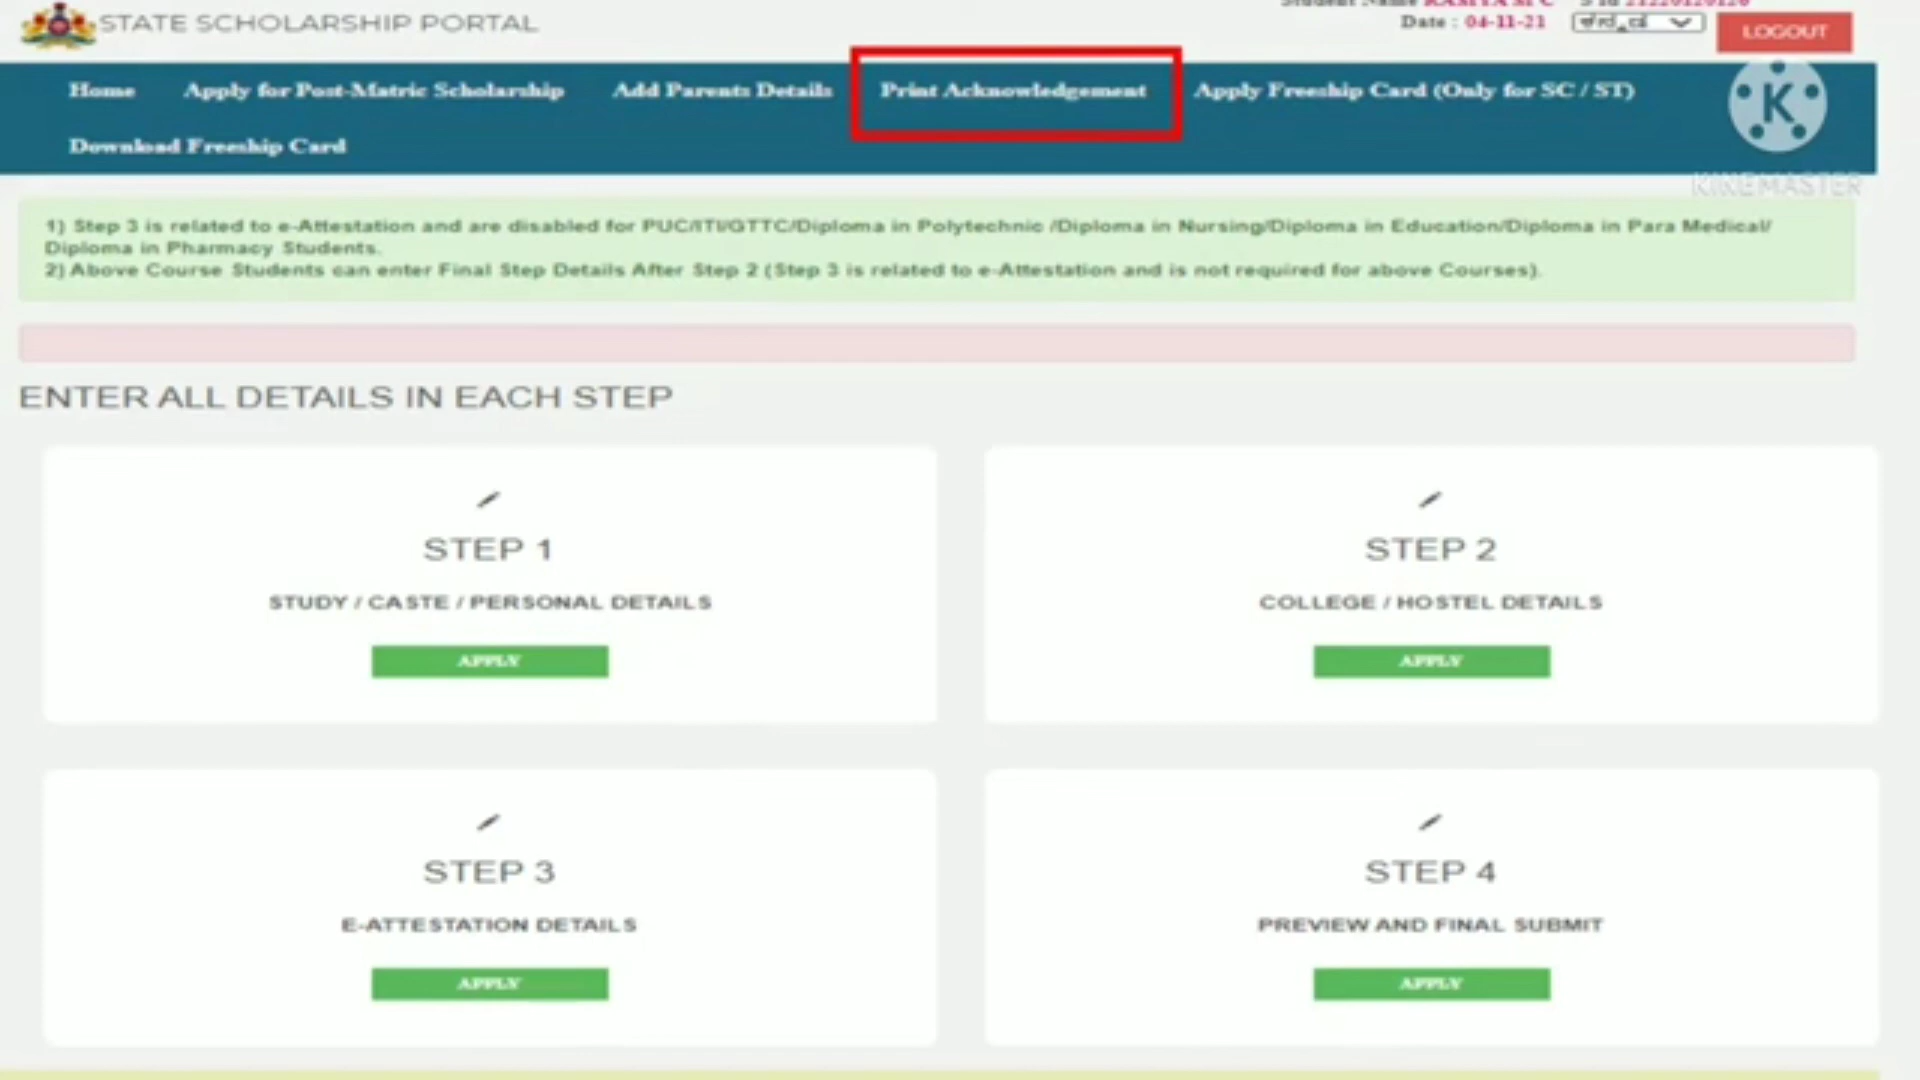 STATE SCHOLARSHIP PORTAL
Student Name
Date : 04-11-21
ಕನ್ನಡ
LOGOUT
Home Apply for Post-Matric Scholarship Add Parents Details Print Acknowledgement Apply Freeship Card (Only for SC / ST)
Download Freeship Card
K
KINEMASTER
1) Step 3 is related to e-Attestation and are disabled for PUC/ITI/GTTC/Diploma in Polytechnic /Diploma in Nursing/Diploma in Education/Diploma in Para Medical/
Diploma in Pharmacy Students.
2) Above Course Students can enter Final Step Details After Step 2 (Step 3 is related to e-Attestation and is not required for above Courses).
ENTER ALL DETAILS IN EACH STEP
STEP 1
STUDY / CASTE / PERSONAL DETAILS
APPLY
STEP 2
COLLEGE / HOSTEL DETAILS
APPLY
STEP 3
E-ATTESTATION DETAILS
APPLY
STEP 4
PREVIEW AND FINAL SUBMIT
APPLY